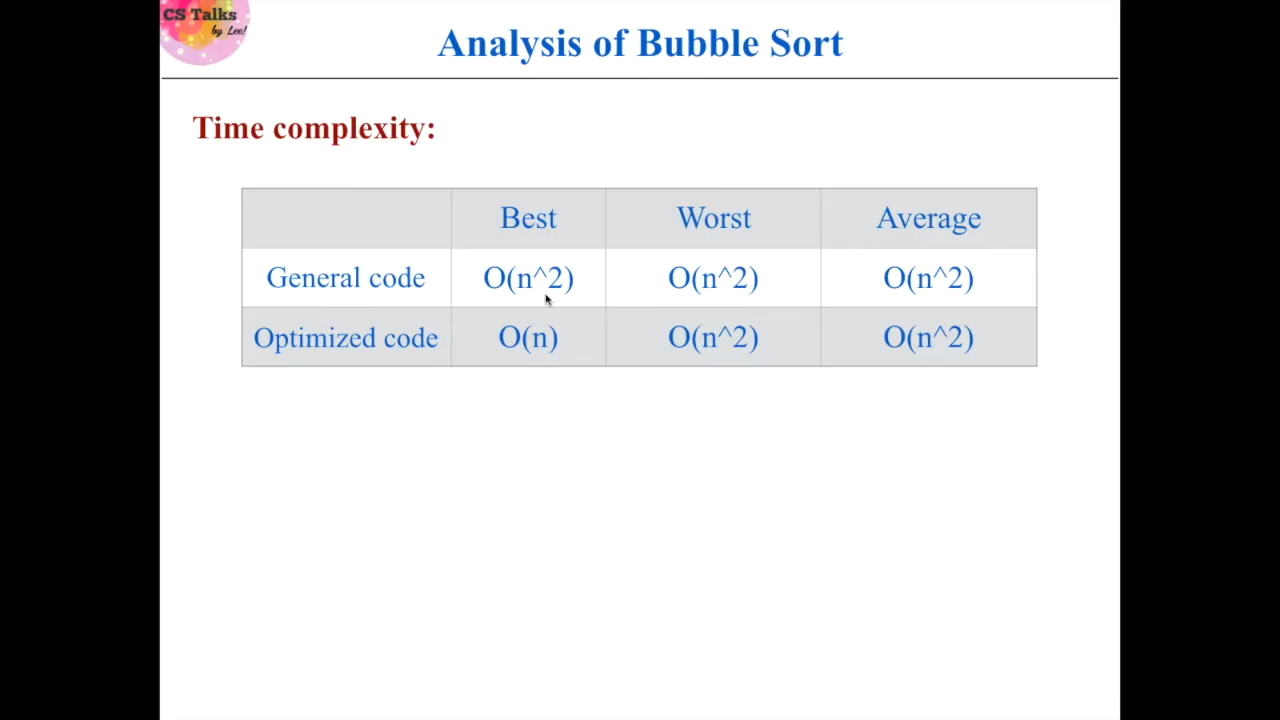 CS Talks
by Lee!
Analysis of Bubble Sort
Time complexity:
Best Worst Average
General code O(n^2) O(n^2) O(n^2)
Optimized code O(n) O(n^2) O(n^2)